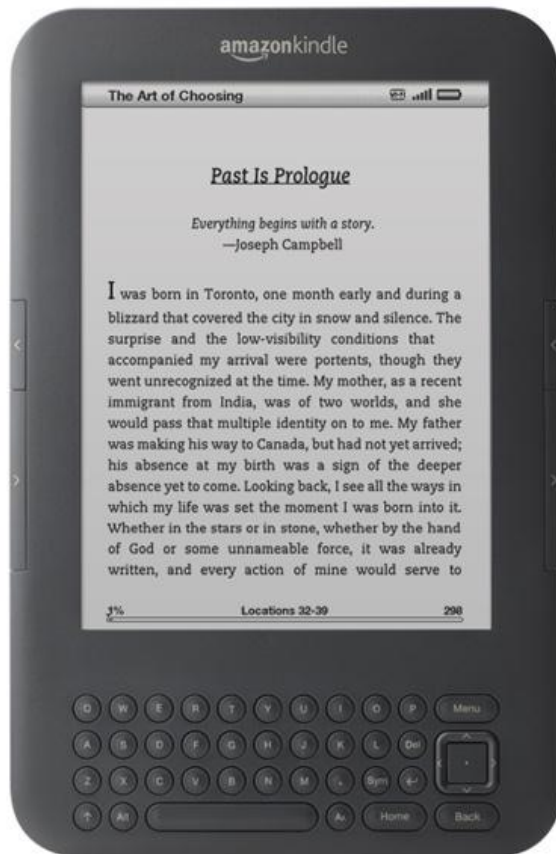 amazonkindle
The Art of Choosing
Past Is Prologue
Everything begins with a story.
—Joseph Campbell
I was born in Toronto, one month early and during a
blizzard that covered the city in snow and silence. The
surprise and the low-visibility conditions that
accompanied my arrival were portents, though they
went unrecognized at the time. My mother, as a recent
immigrant from India, was of two worlds, and she
would pass that multiple identity on to me. My father
was making his way to Canada, but had not yet arrived;
his absence at my birth was a sign of the deeper
absence yet to come. Looking back, I see all the ways in
which my life was set the moment I was born into it.
Whether in the stars or in stone, whether by the hand
of God or some unnameable force, it was already
written, and every action of mine would serve to
1% Locations 32-39 298
Q W E R T Y U I O P Menu
A S D F G H J K L Del
Z X C V B N M . Sym
Alt Aa Home Back